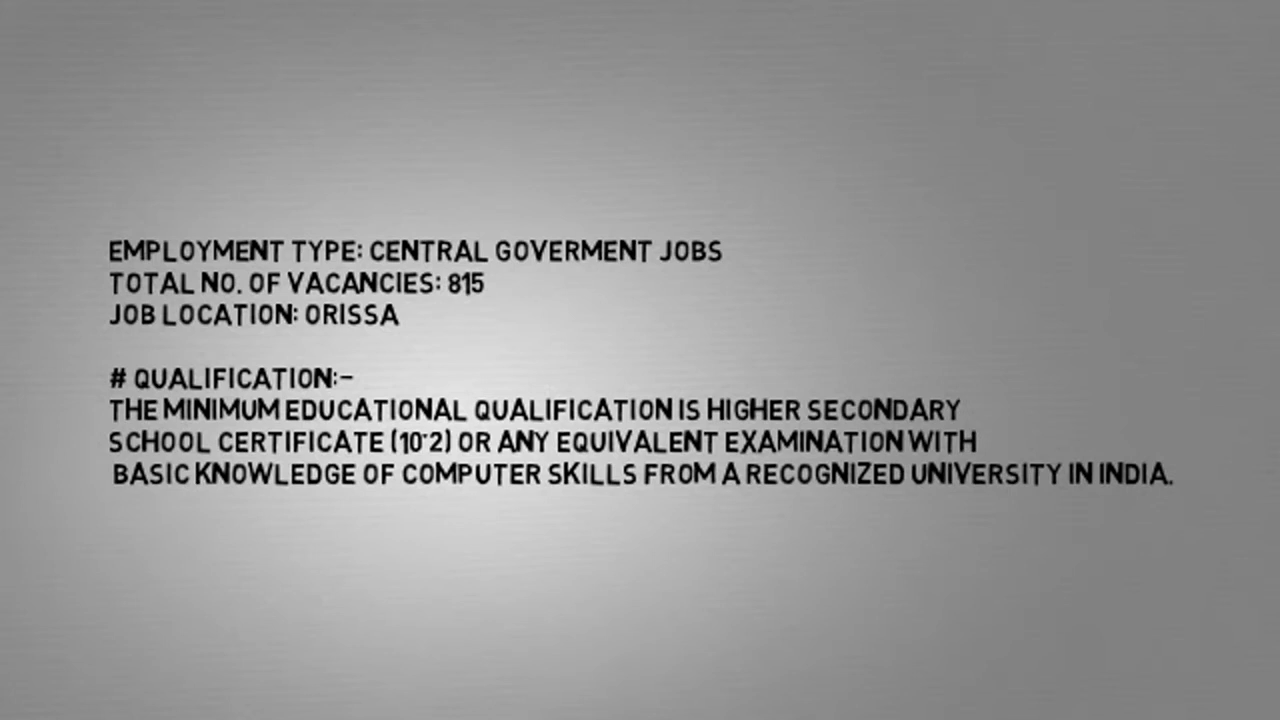 EMPLOYMENT TYPE: CENTRAL GOVERMENT JOBS
TOTAL NO. OF VACANCIES: 815
JOB LOCATION: ORISSA
# QUALIFICATION:-
THE MINIMUM EDUCATIONAL QUALIFICATION IS HIGHER SECONDARY
SCHOOL CERTIFICATE (10+2) OR ANY EQUIVALENT EXAMINATION WITH
BASIC KNOWLEDGE OF COMPUTER SKILLS FROM A RECOGNIZED UNIVERSITY IN INDIA.